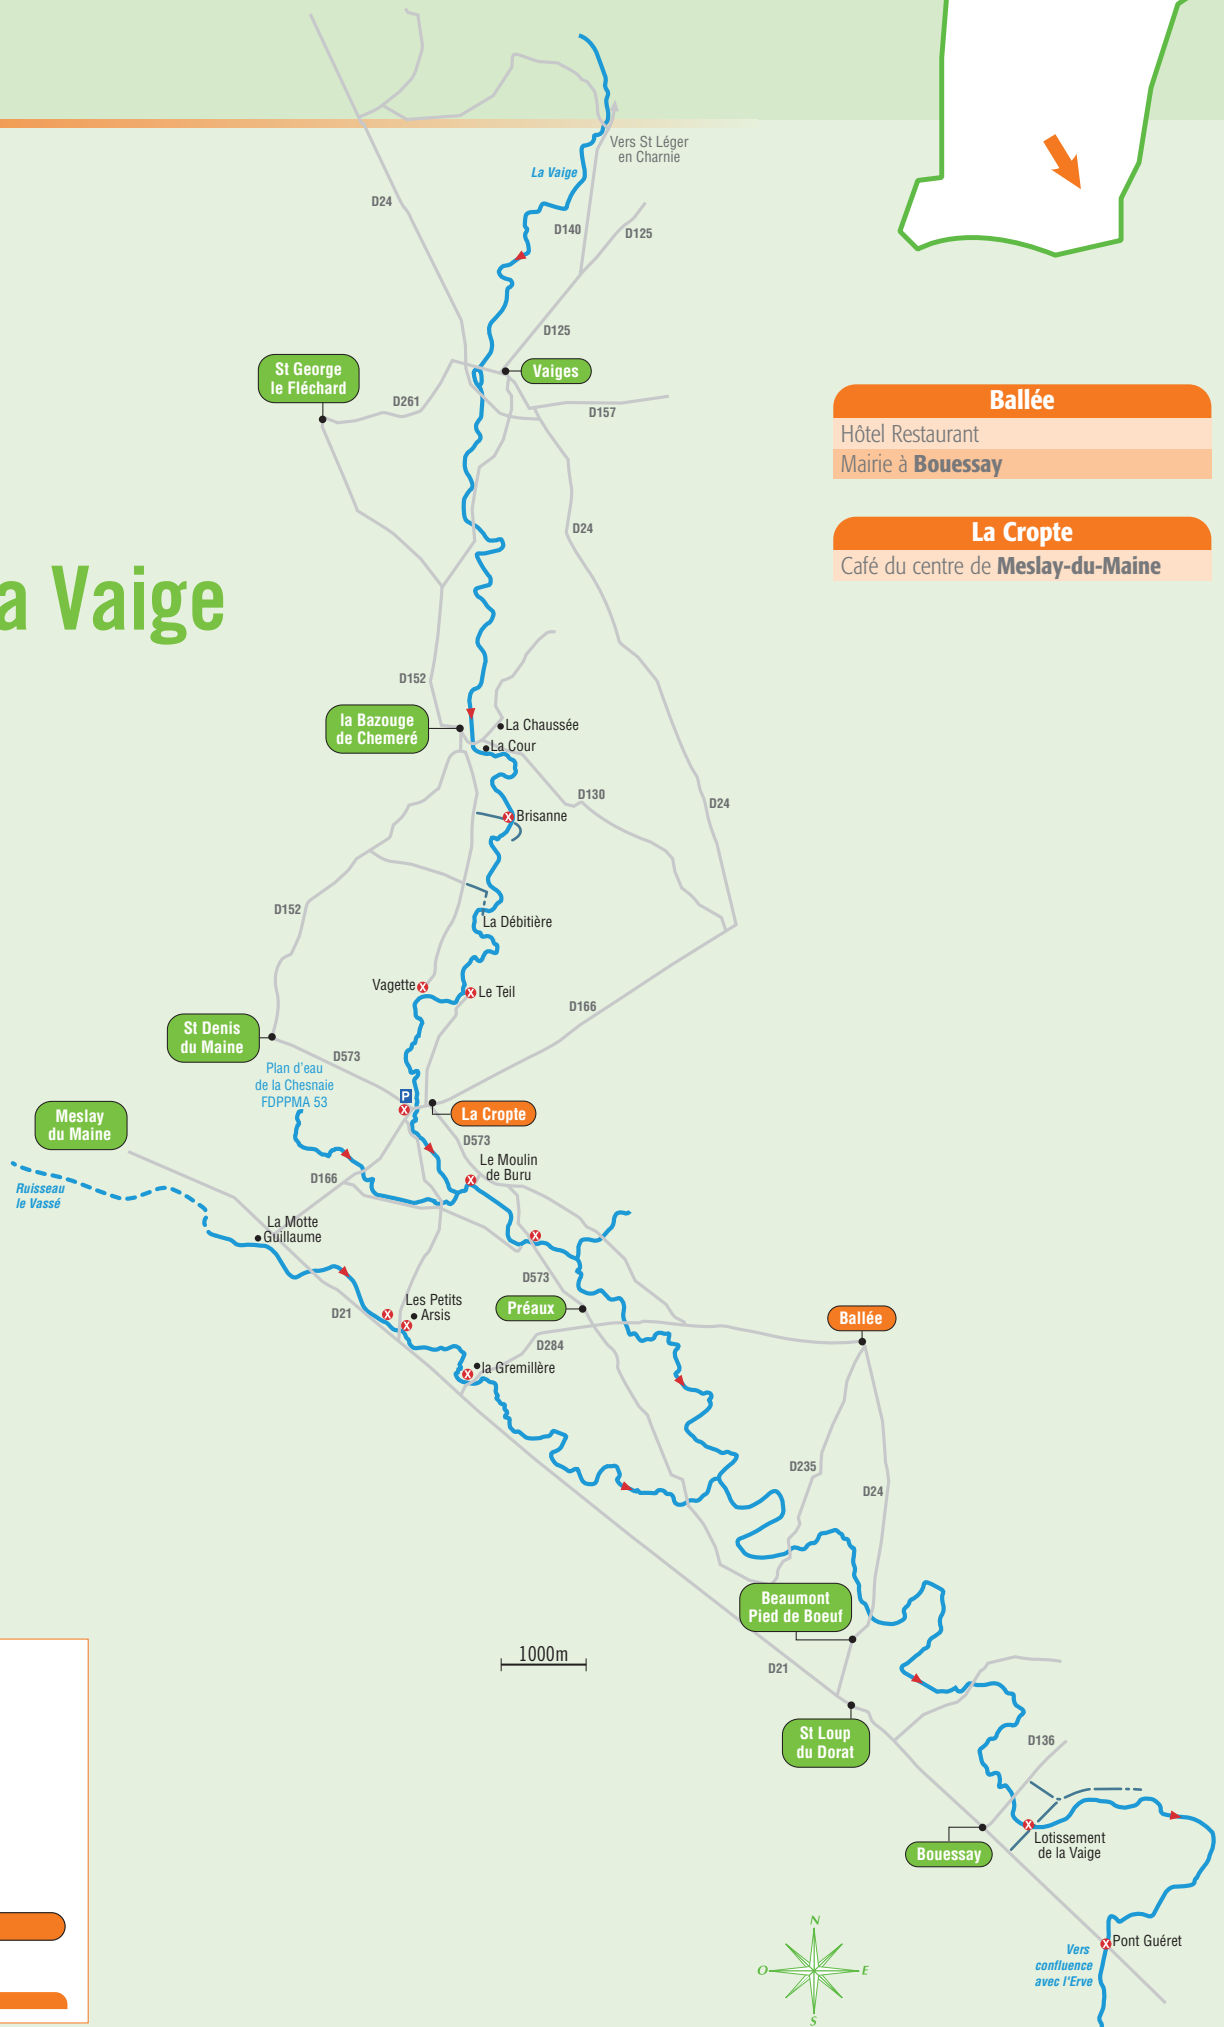 Vers St Léger
en Charnie
La Vaige
D24
D140
D125
D125
St George
le Fléchard
Vaiges
D261
D157
Ballée
Hôtel Restaurant
Mairie à Bouessay
La Cropte
Café du centre de Meslay-du-Maine
D24
a Vaige
D152
la Bazouge
de Chemeré
La Chaussée
La Cour
D130
D24
Brisanne
D152
La Débitière
Vagette
X
X
Le Teil
X
D166
St Denis
du Maine
D573
Plan d'eau
de la Chesnaie
FDPPMA 53
P
X
La Cropte
Meslay
du Maine
D573
Le Moulin
de Buru
X
D166
Ruisseau
le Vassé
La Motte
Guillaume
X
D573
Les Petits
Arsis
X
X
D21
Préaux
Ballée
D284
la Gremillère
X
D235
D24
Beaumont
Pied de Boeuf
1000m
D21
St Loup
du Dorat
D136
X
Lotissement
de la Vaige
Bouessay
N
O
E
S
X
Pont Guéret
Vers
confluence
avec l'Erve